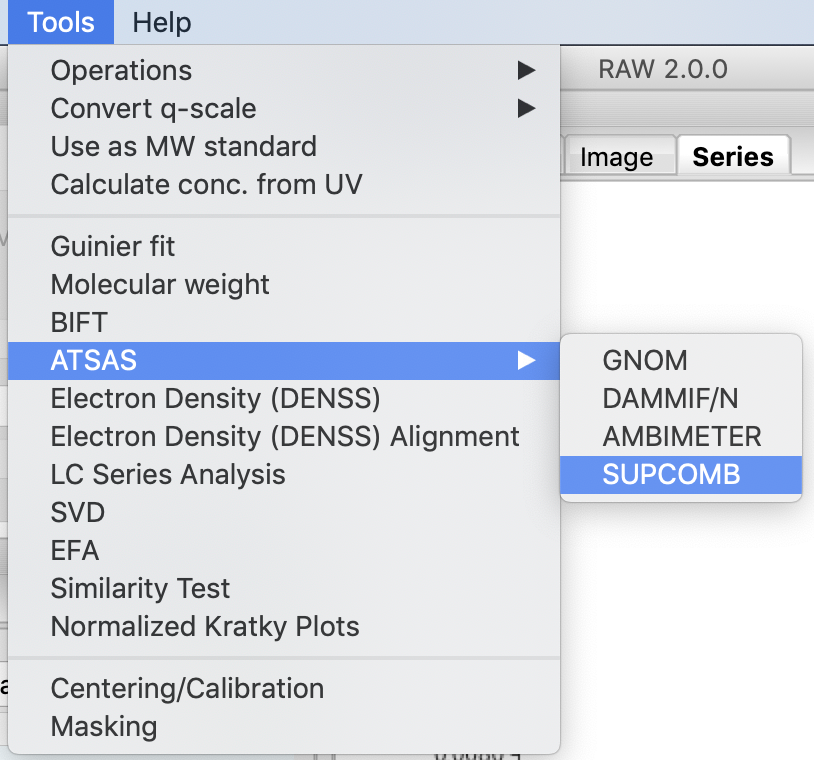 Tools Help
RAW 2.0.0
Image Series
Operations
Convert q-scale
Use as MW standard
Calculate conc. from UV
Guinier fit
Molecular weight
BIFT
ATSAS
Electron Density (DENSS)
Electron Density (DENSS) Alignment
LC Series Analysis
SVD
EFA
Similarity Test
Normalized Kratky Plots
Centering/Calibration
Masking
GNOM
DAMMIF/N
AMBIMETER
SUPCOMB